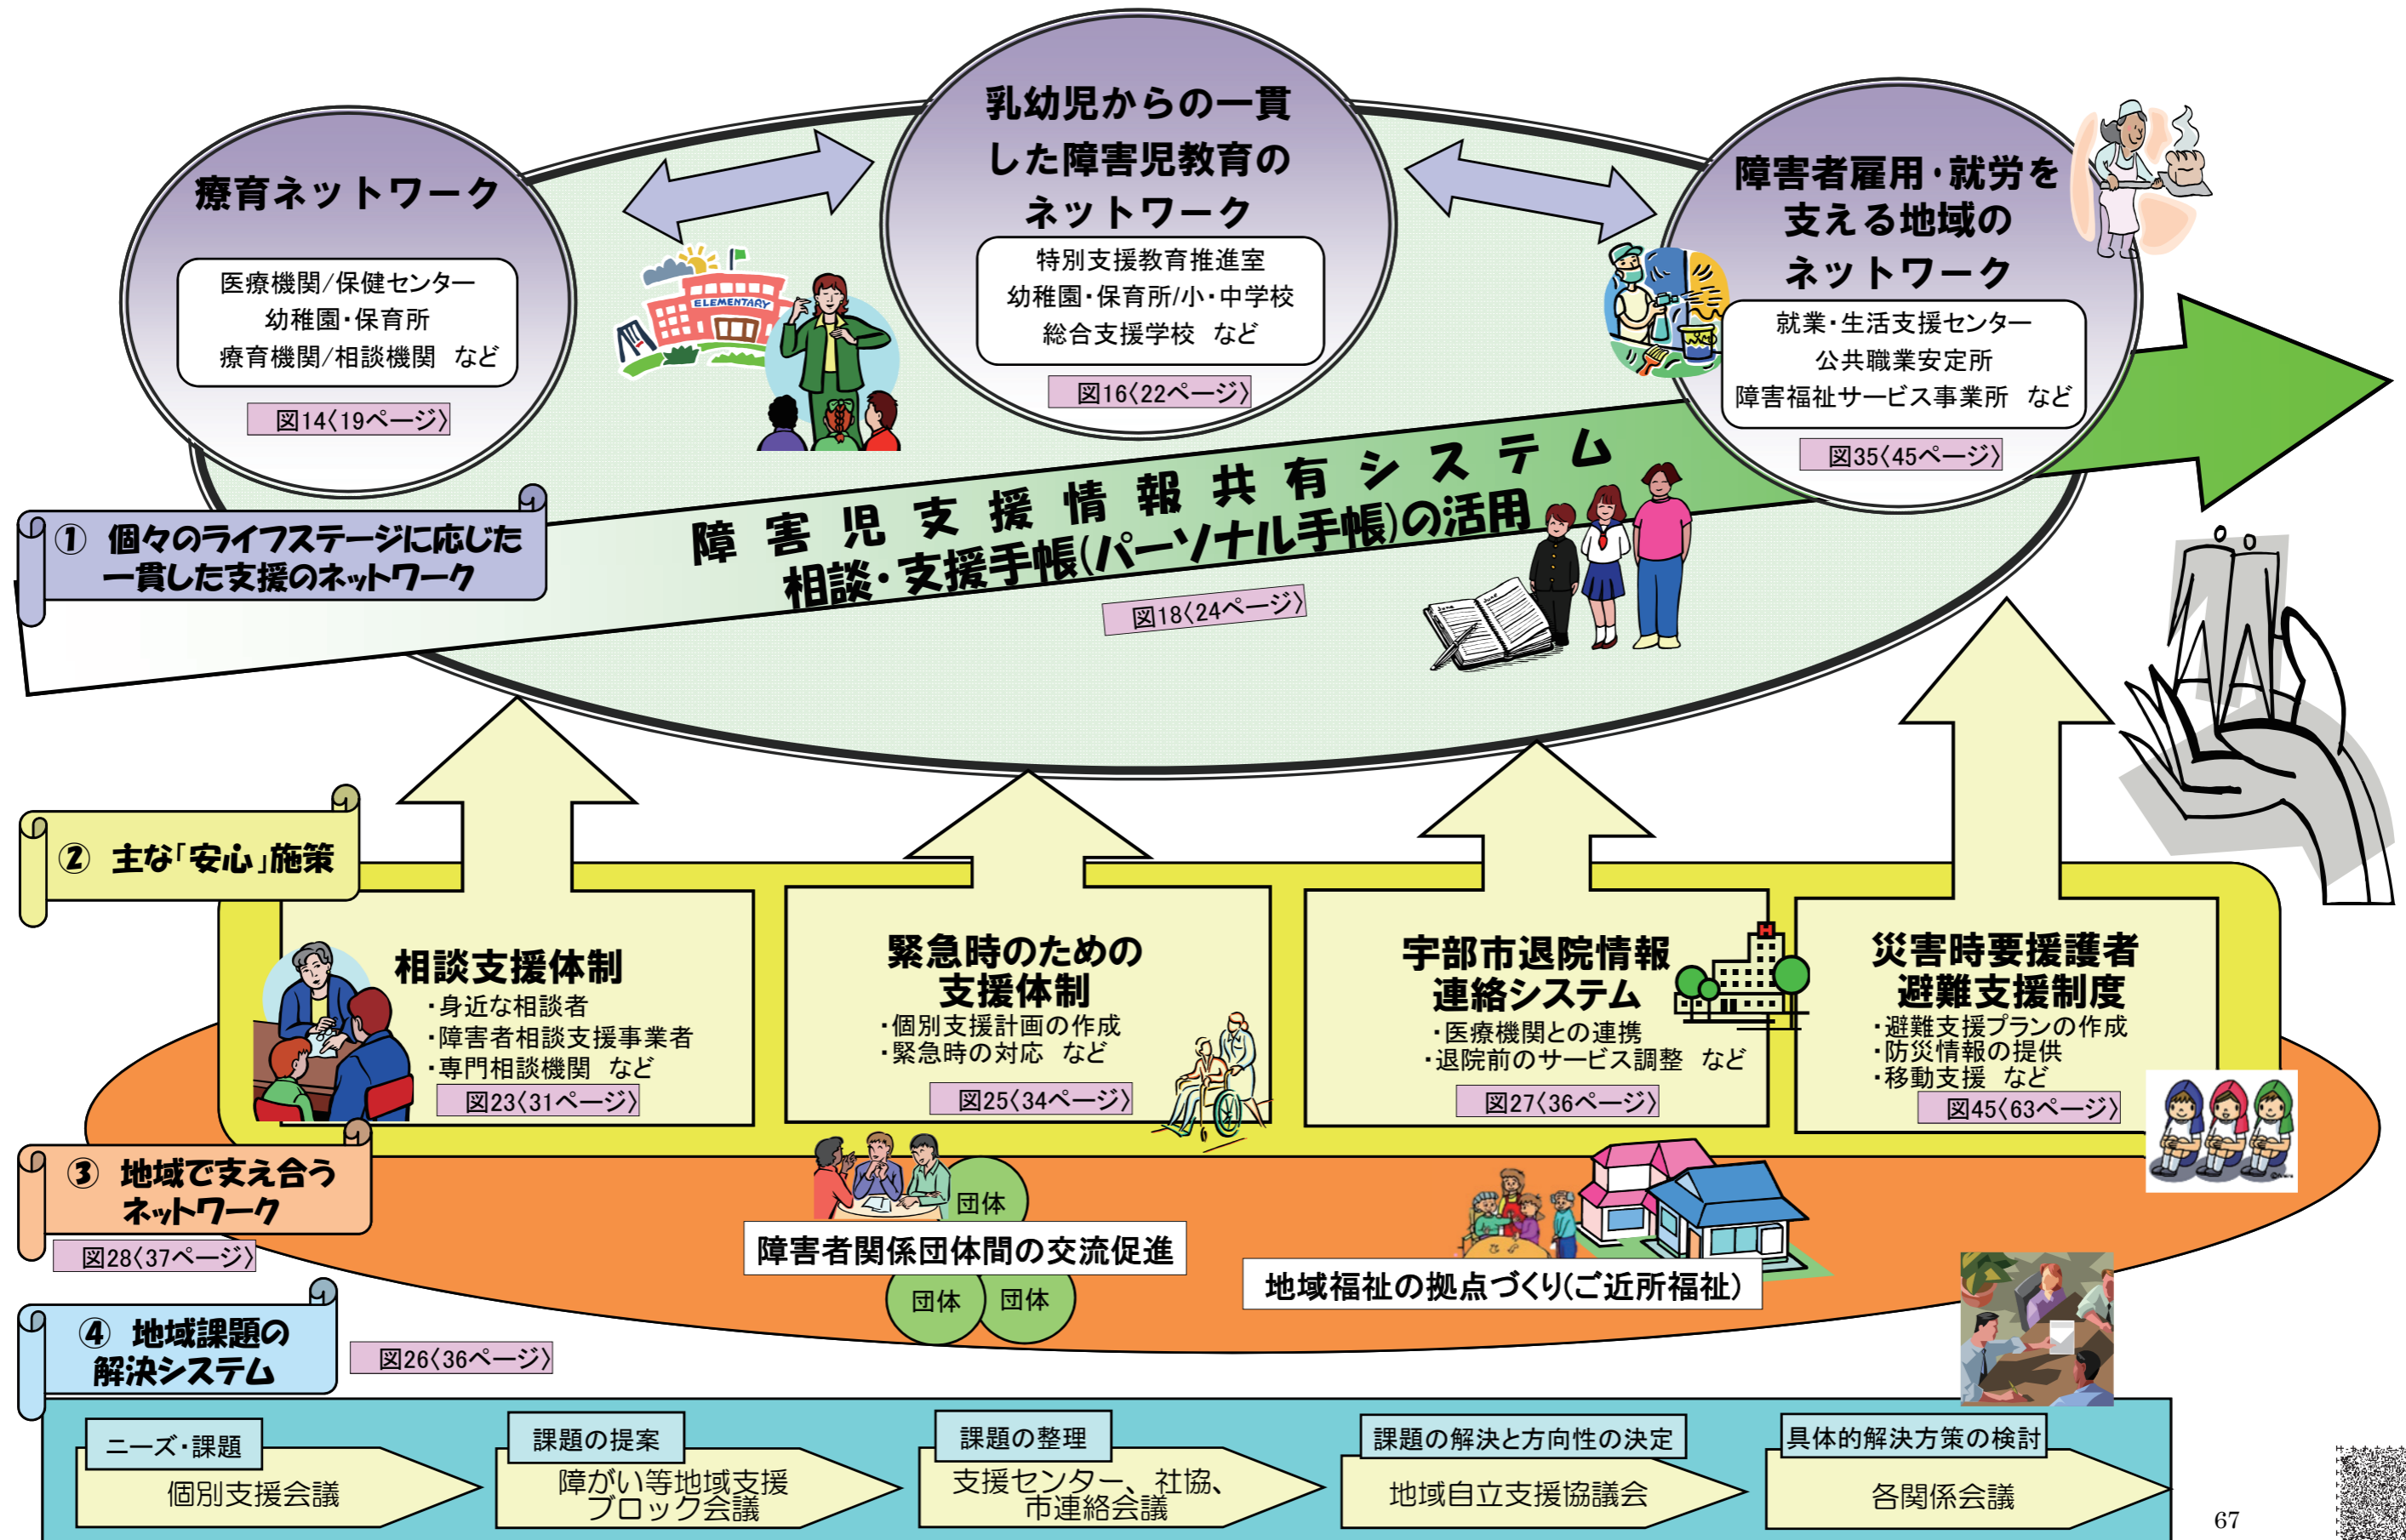 療育ネットワーク
医療機関/保健センター
幼稚園・保育所
療育機関/相談機関 など
図14〈19ページ〉
乳幼児からの一貫
した障害児教育の
ネットワーク
特別支援教育推進室
幼稚園・保育所/小・中学校
総合支援学校 など
図16〈22ページ〉
障害者雇用・就労を
支える地域の
ネットワーク
就業・生活支援センター
公共職業安定所
障害福祉サービス事業所 など
図35〈45ページ〉
ELEMENTARY
① 個々のライフステージに応じた
一貫した支援のネットワーク
障害児支援情報共有システム
相談・支援手帳(パーソナル手帳)の活用
図18〈24ページ〉
② 主な「安心」施策
相談支援体制
・身近な相談者
・障害者相談支援事業者
・専門相談機関 など
図23〈31ページ〉
緊急時のための
支援体制
・個別支援計画の作成
・緊急時の対応 など
図25〈34ページ〉
宇部市退院情報
連絡システム
・医療機関との連携
・退院前のサービス調整 など
図27〈36ページ〉
H
災害時要援護者
避難支援制度
・避難支援プランの作成
・防災情報の提供
・移動支援 など
図45〈63ページ〉
③ 地域で支え合う
ネットワーク
図28〈37ページ〉
団体
障害者関係団体間の交流促進
団体
団体
地域福祉の拠点づくり(ご近所福祉)
④ 地域課題の
解決システム
図26〈36ページ〉
ニーズ・課題
個別支援会議
課題の提案
障がい等地域支援
ブロック会議
課題の整理
支援センター、社協、
市連絡会議
課題の解決と方向性の決定
地域自立支援協議会
具体的解決方策の検討
各関係会議
67